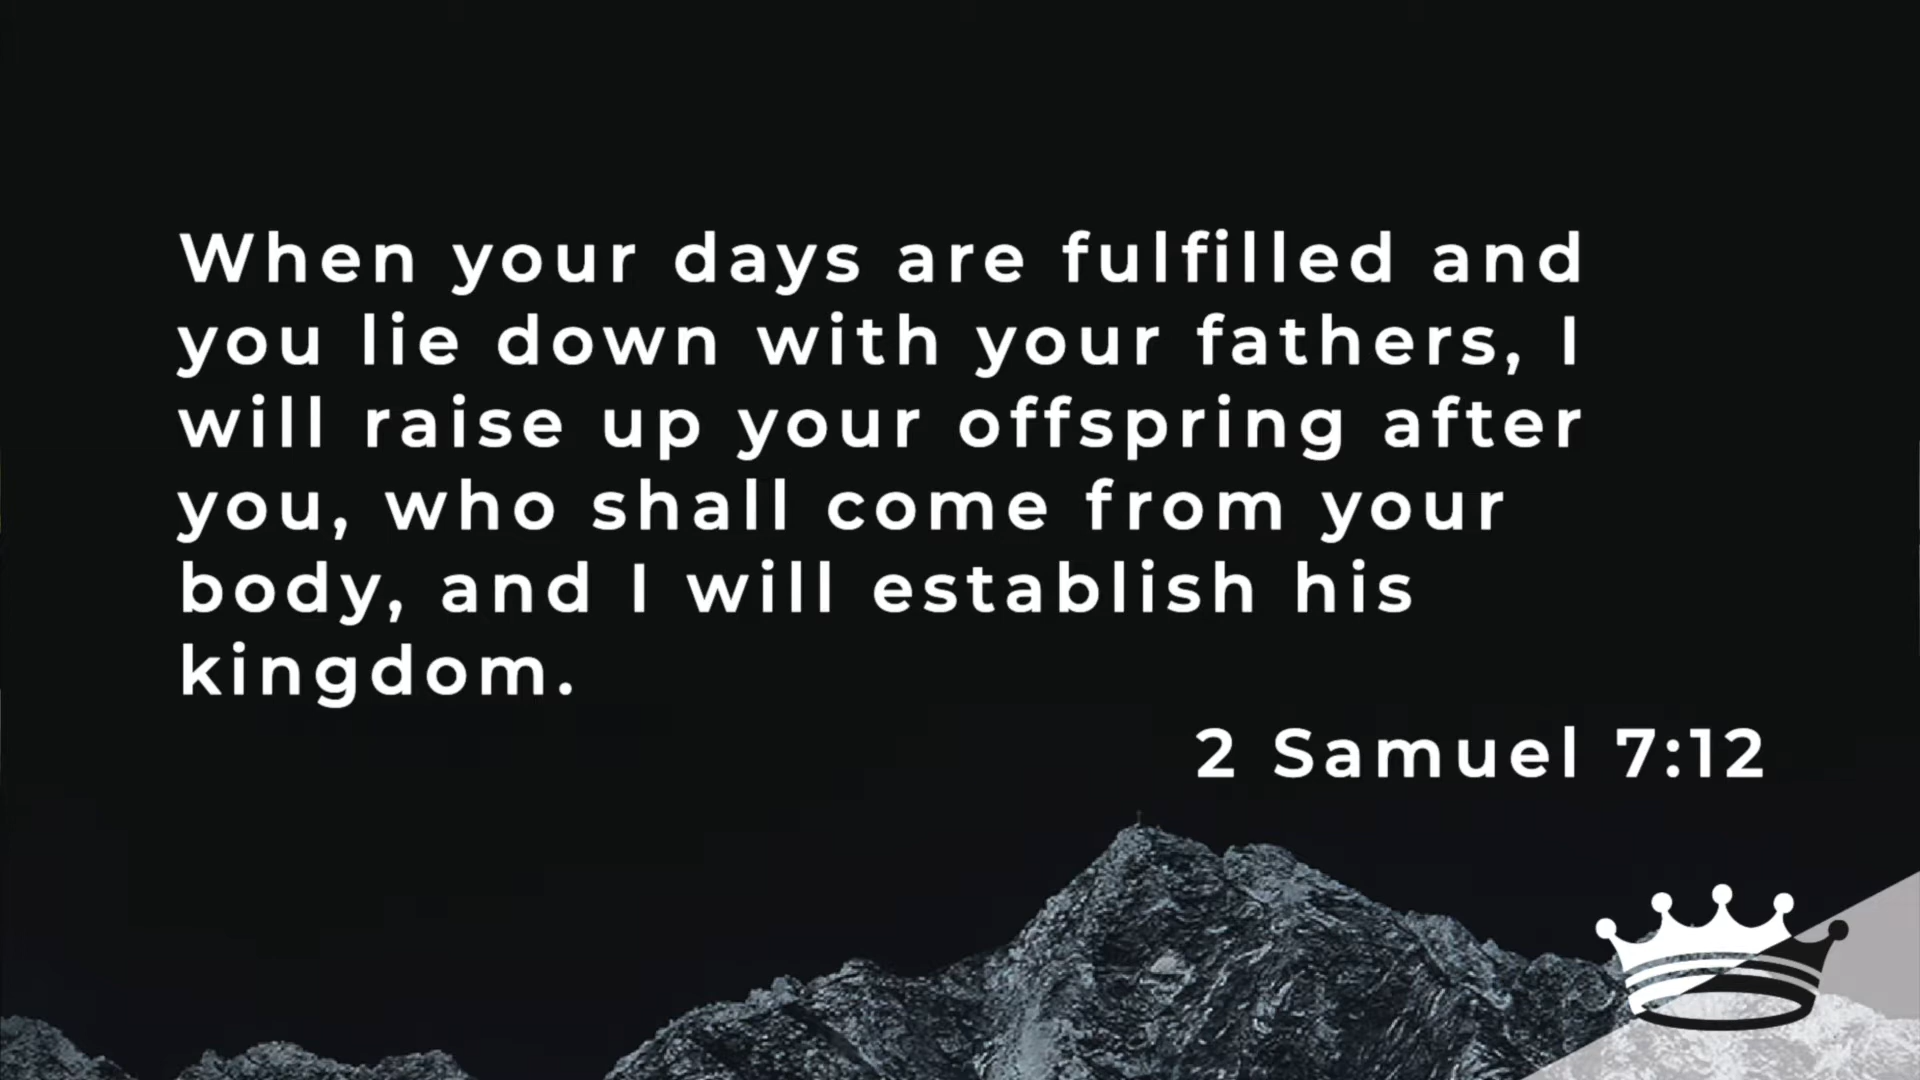 When your days are fulfilled and
you lie down with your fathers, I
will raise up your offspring after
you, who shall come from your
body, and I will establish his
kingdom.
2 Samuel 7:12